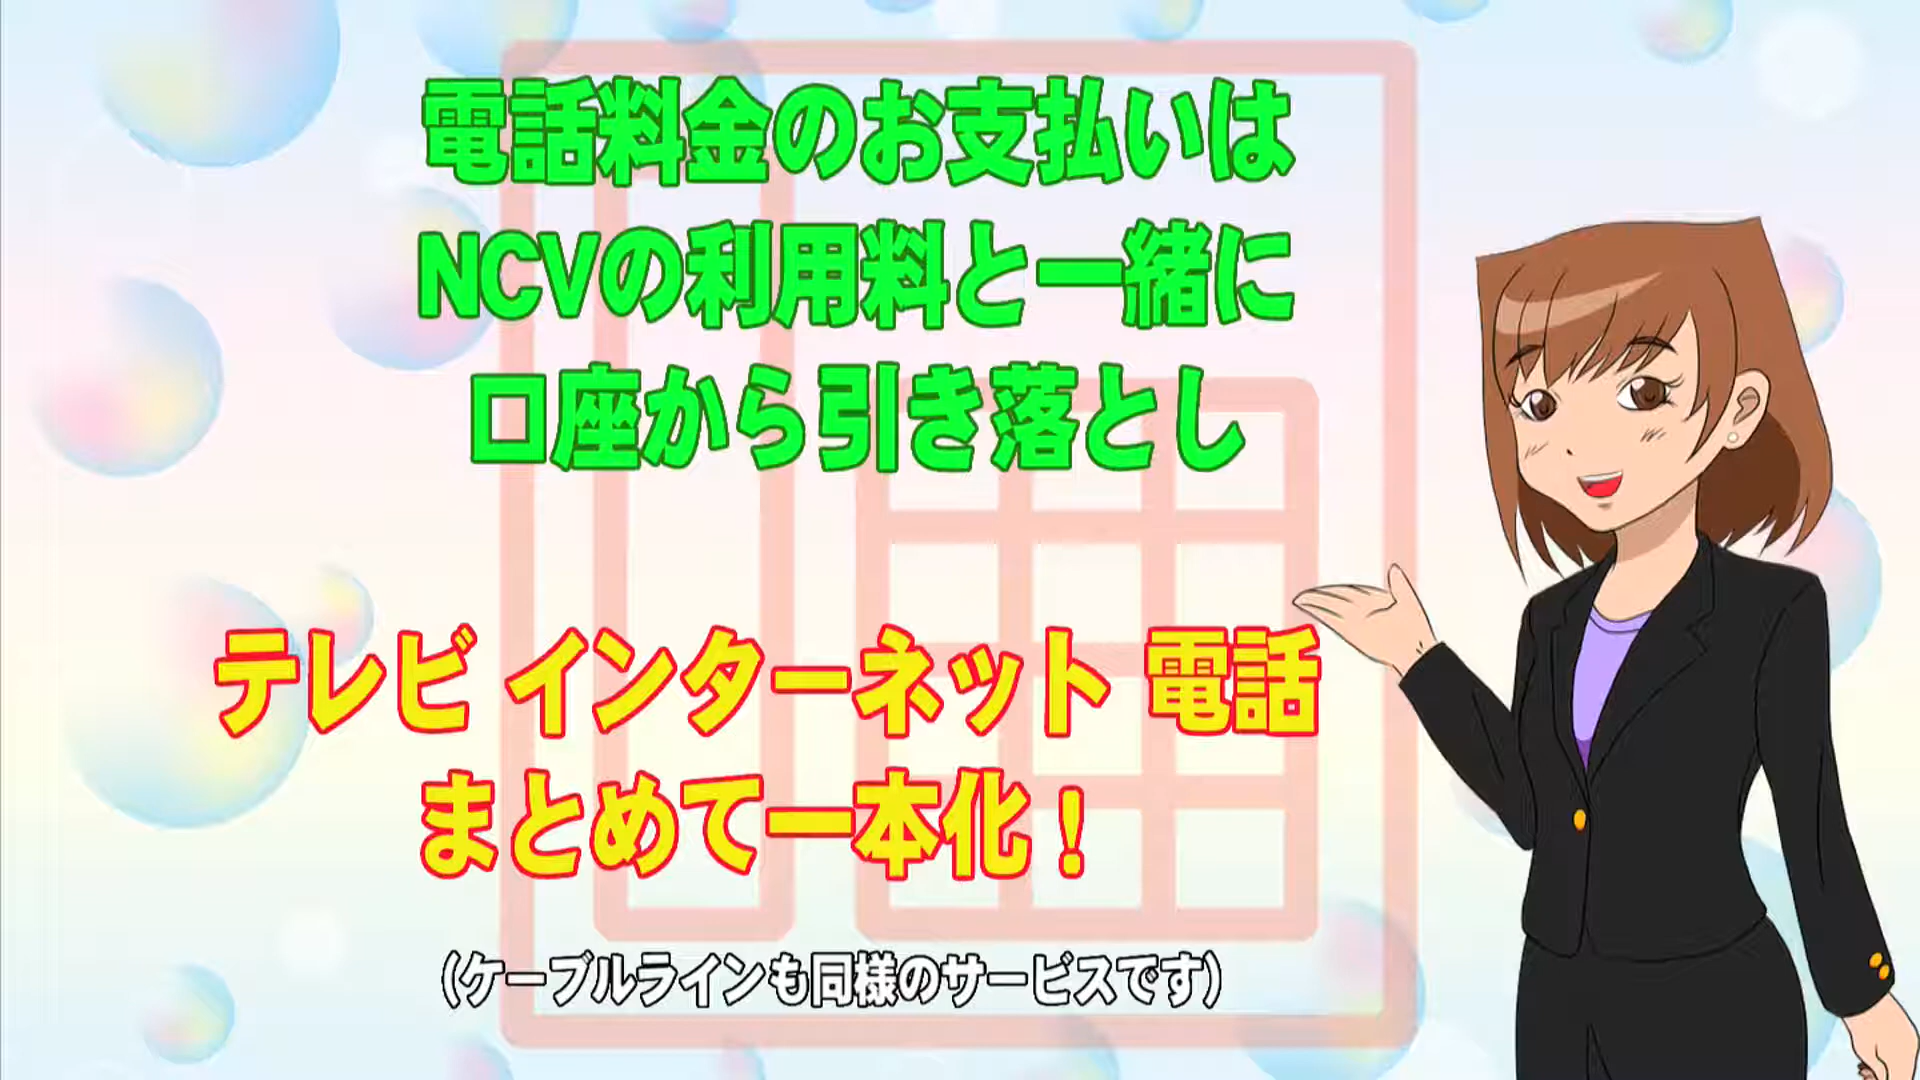 電話料金のお支払いは
NCVの利用料と一緒に
口座から引き落とし
テレビ インターネット 電話
まとめて一本化！
（ケーブルラインも同様のサービスです）